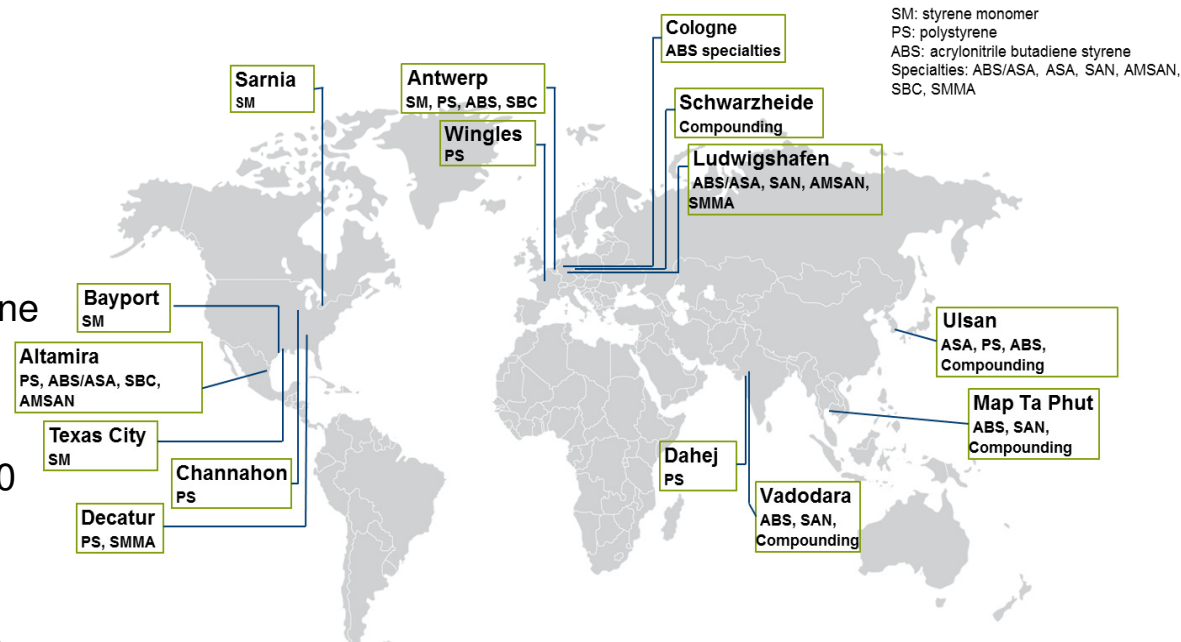 SM: styrene monomer
PS: polystyrene
ABS: acrylonitrile butadiene styrene
Specialties: ABS/ASA, ASA, SAN, AMSAN,
SBC, SMMA
Cologne
ABS specialties
Sarnia
SM
Antwerp
SM, PS, ABS, SBC
Schwarzheide
Compounding
Wingles
PS
Ludwigshafen
ABS/ASA, SAN, AMSAN,
SMMA
ne
Bayport
SM
Ulsan
ASA, PS, ABS,
Compounding
Altamira
PS, ABS/ASA, SBC,
AMSAN
Map Ta Phut
ABS, SAN,
Compounding
Texas City
SM
Dahej
PS
Channahon
PS
0
Vadodara
ABS, SAN,
Compounding
Decatur
PS, SMMA